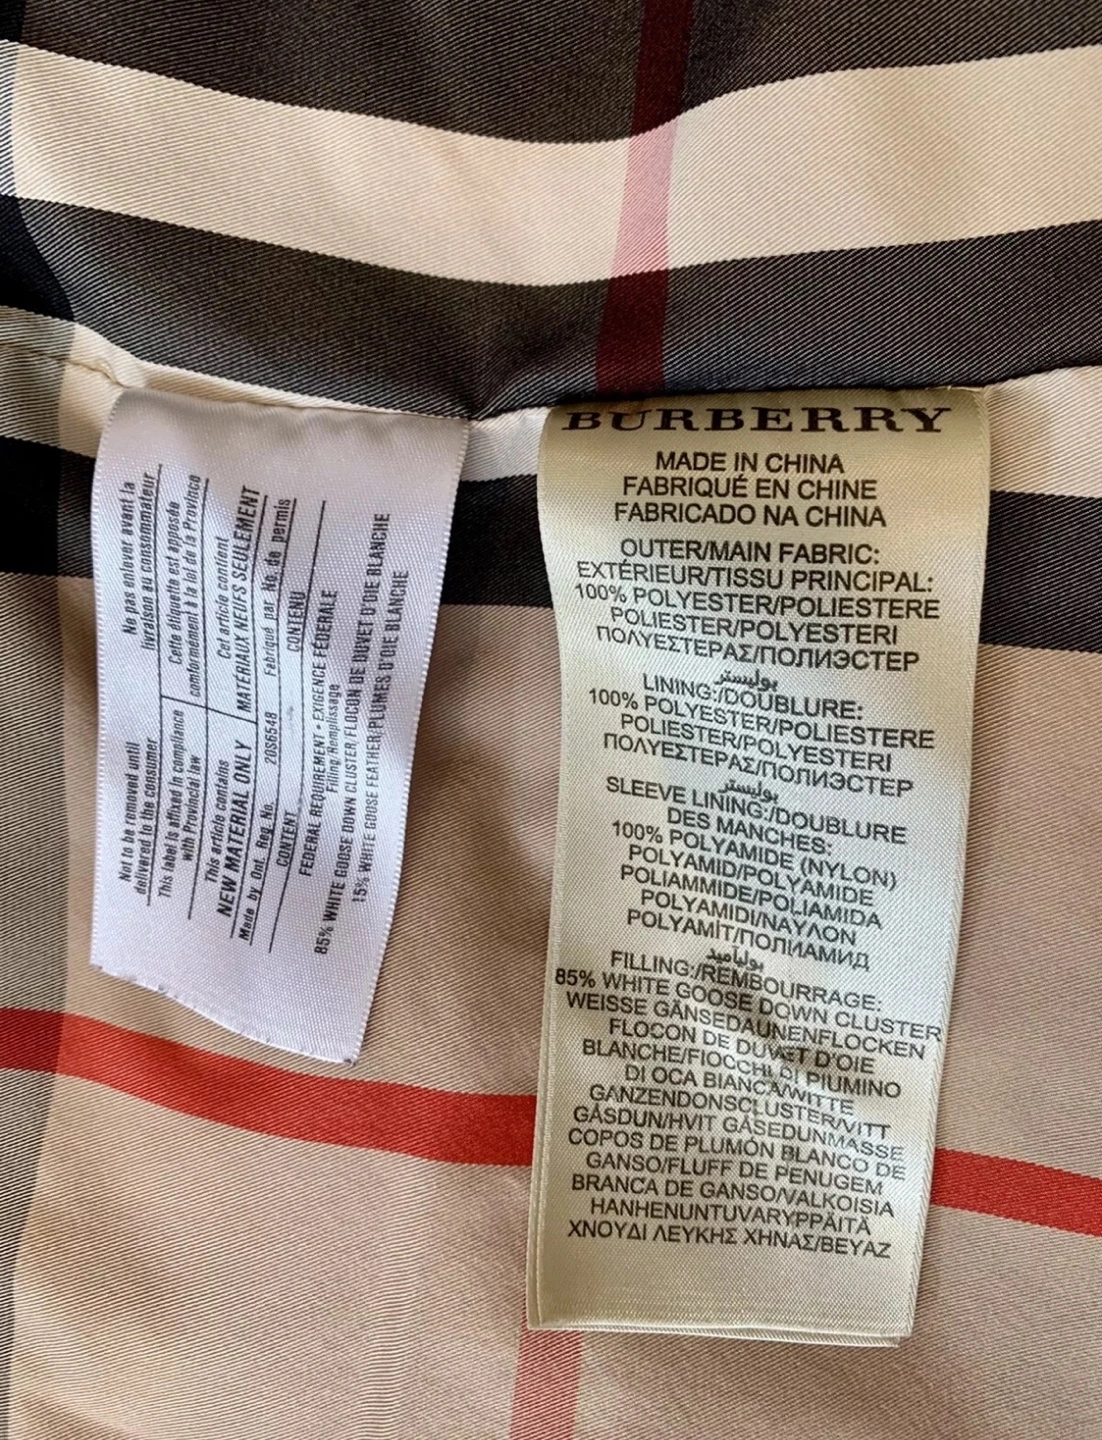 Not to be removed until
delivered to the consumer
Ne pas enlever avant la
livraison au consommateur
This label is affixed in compliance
with Provincial law
Cette étiquette est apposée
conformément à la loi de la Province
This article contains
NEW MATERIAL ONLY
Cet article contient
MATÉRIAUX NEUFS SEULEMENT
Made by Ont. Reg. No. 20S6548 Fabriqué par No. de permis
CONTENT CONTENU
FEDERAL REQUIREMENT • EXIGENCE FÉDÉRALE
Filling/Remplissage
85% WHITE GOOSE DOWN CLUSTER/FLOCON DE DUVET D'OIE BLANCHE
15% WHITE GOOSE FEATHER/PLUMES D'OIE BLANCHE
BURBERRY
MADE IN CHINA
FABRIQUÉ EN CHINE
FABRICADO NA CHINA
OUTER/MAIN FABRIC:
EXTÉRIEUR/TISSU PRINCIPAL:
100% POLYESTER/POLIESTERE
POLIESTER/POLYESTERI
ΠΟΛΥΕΣΤΕΡΑΣ/ПОЛИЭСТЕР
بوليستر
LINING:/DOUBLURE:
100% POLYESTER/POLIESTERE
POLIESTER/POLYESTERI
ΠΟΛΥΕΣΤΕΡΑΣ/ПОЛИЭСТЕР
بوليستر
SLEEVE LINING:/DOUBLURE
DES MANCHES:
100% POLYAMIDE (NYLON)
POLYAMID/POLYAMIDE
POLIAMMIDE/POLIAMIDA
POLYAMIDI/ΝΑΥΛΟΝ
POLYAMİT/ПОЛИАМИД
بولياميد
FILLING:/REMBOURRAGE:
85% WHITE GOOSE DOWN CLUSTER
WEISSE GÄNSEDAUNENFLOCKEN
FLOCON DE DUVET D'OIE
BLANCHE/FIOCCHI DI PIUMINO
DI OCA BIANCA/WITTE
GANZENDONSCLUSTER/VITT
GÅSDUN/HVIT GÅSEDUNMASSE
COPOS DE PLUMÓN BLANCO DE
GANSO/FLUFF DE PENUGEM
BRANCA DE GANSO/VALKOISIA
HANHENUNTUVARYPPÄITÄ
ΧΝΟΥΔΙ ΛΕΥΚΗΣ ΧΗΝΑΣ/BEYAZ